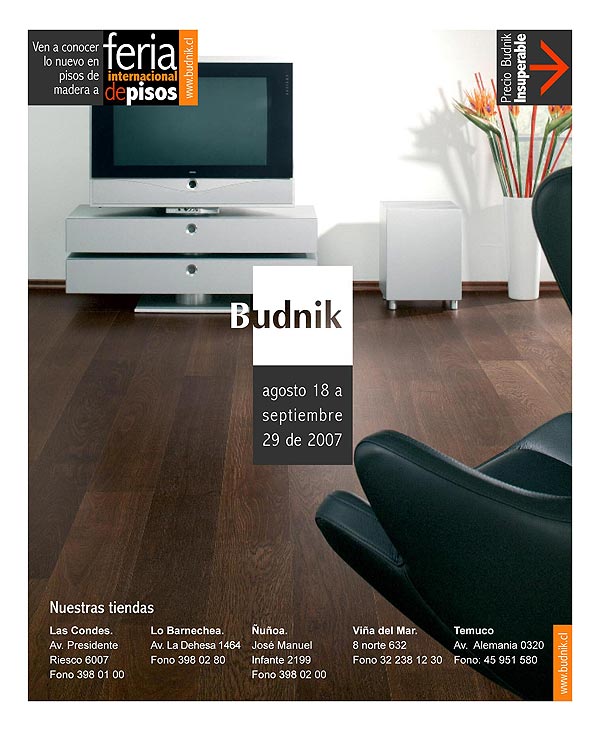 Ven a conocer
lo nuevo en
pisos de
madera a
feria
internacional
depisos
www.budnik.cl
Precio Budnik
Insuperable
Budnik
agosto 18 a
septiembre
29 de 2007
Nuestras tiendas
Las Condes.
Av. Presidente
Riesco 6007
Fono 398 01 00
Lo Barnechea.
Av. La Dehesa 1464
Fono 398 02 80
Ñuñoa.
José Manuel
Infante 2199
Fono 398 02 00
Viña del Mar.
8 norte 632
Fono 32 238 12 30
Temuco
Av. Alemania 0320
Fono: 45 951 580
www.budnik.cl